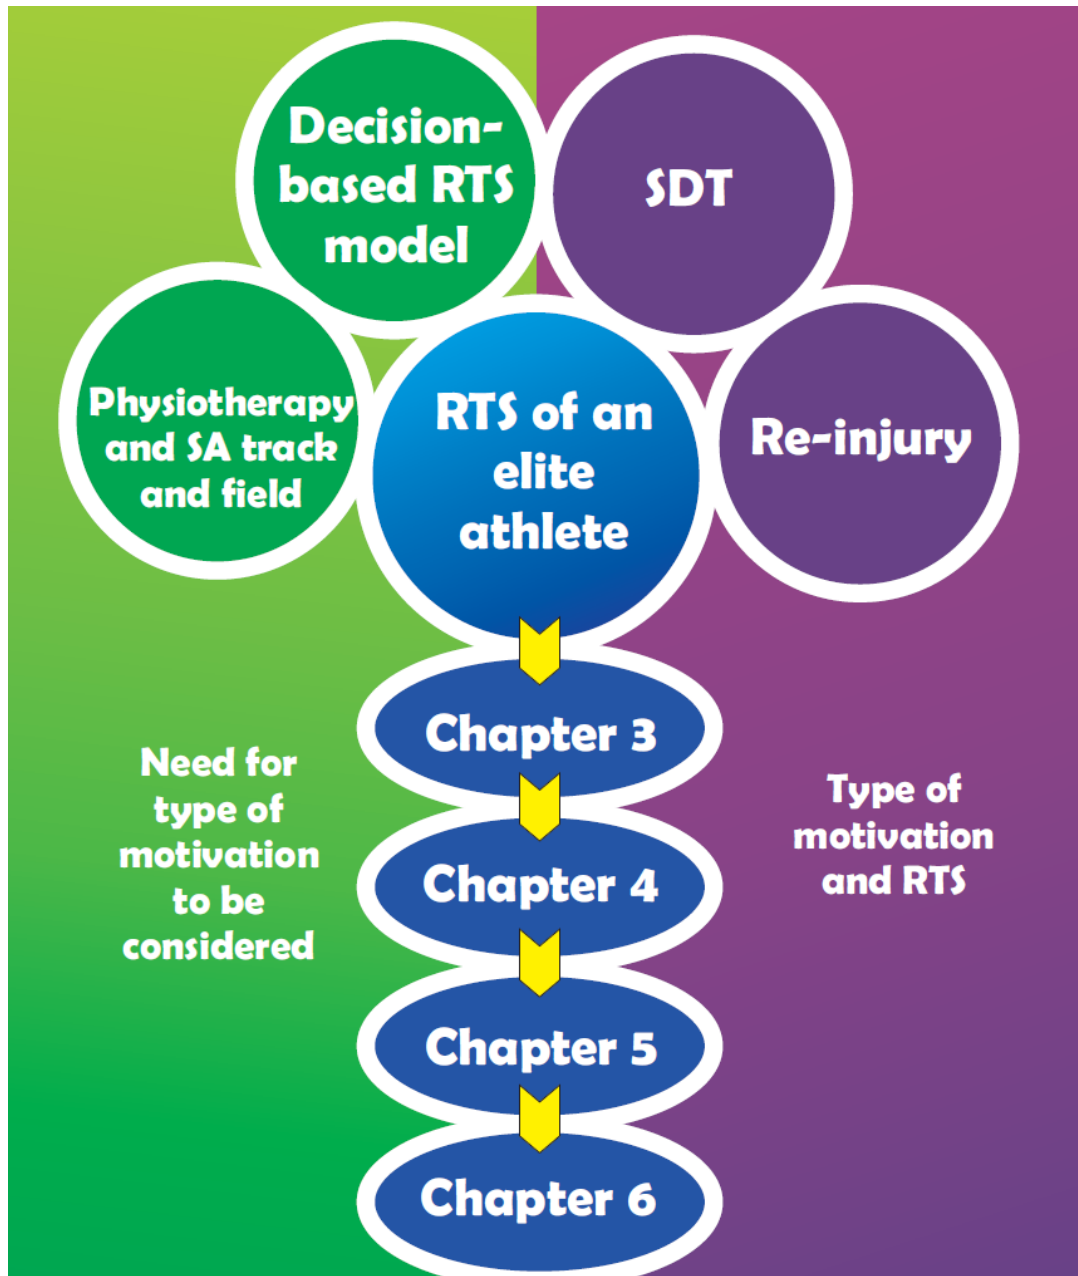 Decision-
based RTS
model
SDT
Physiotherapy
and SA track
and field
RTS of an
elite
athlete
Re-injury
Chapter 3
Need for
type of
motivation
to be
considered
Type of
motivation
and RTS
Chapter 4
Chapter 5
Chapter 6